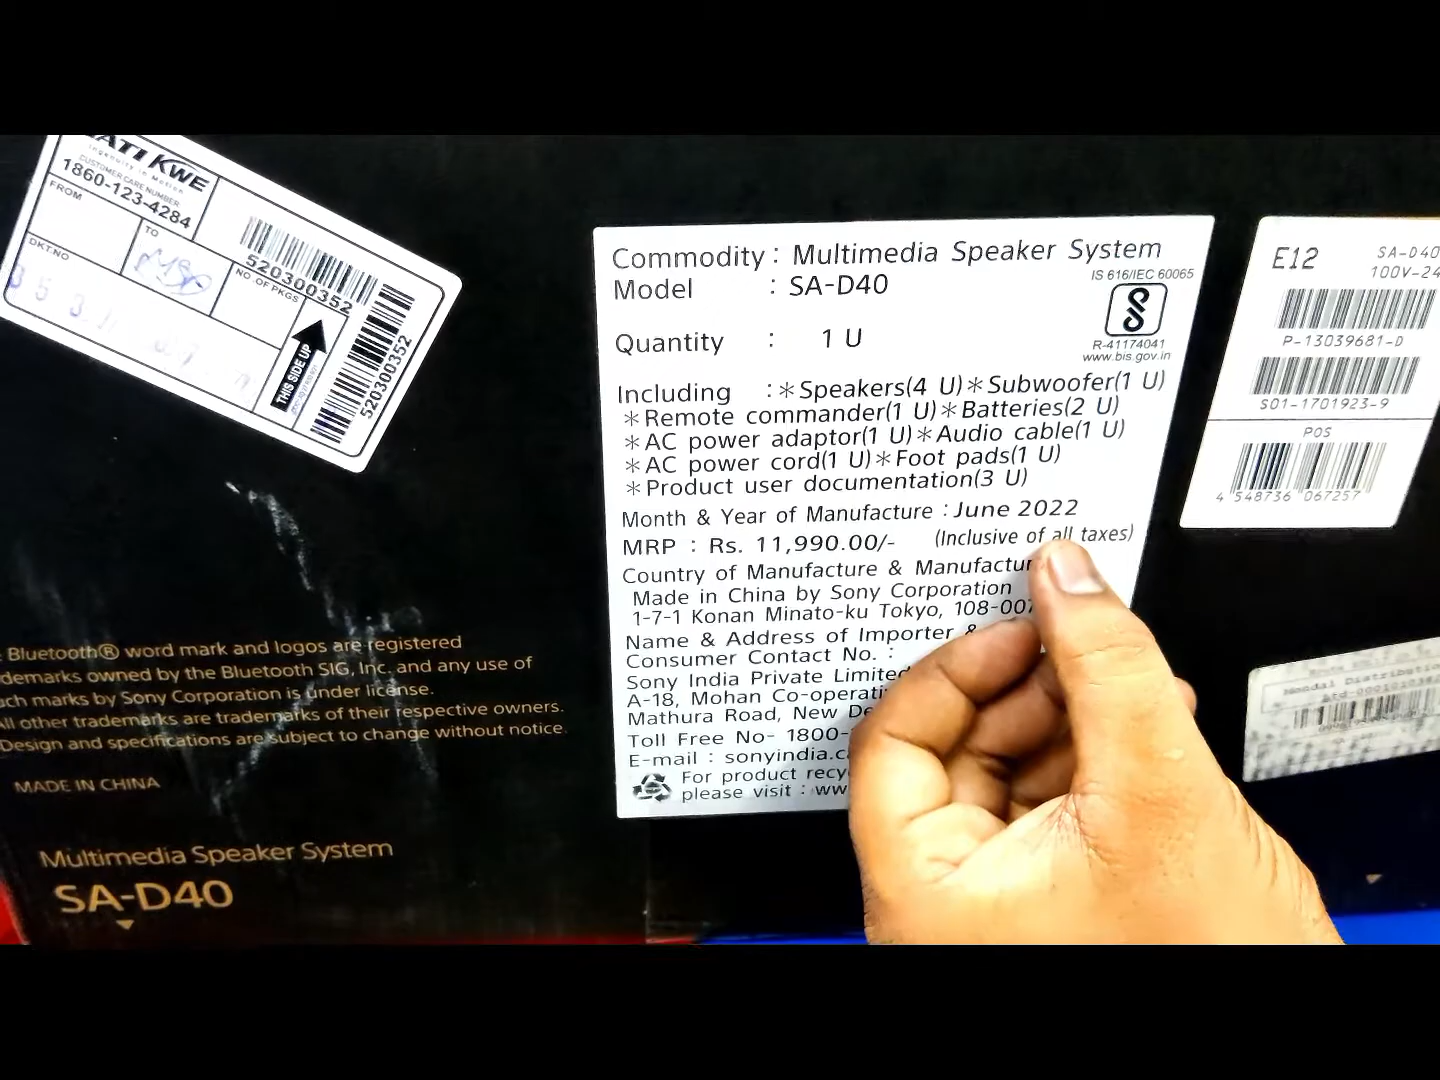 KWE
Ingenuity in Motion
CUSTOMER CARE NUMBER
1860-123-4284
FROM
TO
DKT.NO
NO. OF PKGS
520300352
THIS SIDE UP
520300352
Commodity : Multimedia Speaker System
Model : SA-D40
IS 616/IEC 60065
R-41174041
www.bis.gov.in
Quantity : 1 U
Including : *Speakers(4 U)*Subwoofer(1 U)
*Remote commander(1 U)*Batteries(2 U)
*AC power adaptor(1 U)*Audio cable(1 U)
*AC power cord(1 U)*Foot pads(1 U)
*Product user documentation(3 U)
Month & Year of Manufacture : June 2022
MRP : Rs. 11,990.00/- (Inclusive of all taxes)
Country of Manufacture & Manufactur
Made in China by Sony Corporation
1-7-1 Konan Minato-ku Tokyo, 108-007
Name & Address of Importer &
Consumer Contact No. :
Sony India Private Limited
A-18, Mohan Co-operati
Mathura Road, New De
Toll Free No- 1800-
E-mail : sonyindia.c
For product recy
please visit : ww
E12
SA-D40
100V-24
P-13039681-D
S01-1701923-9
POS
4 548736 067257
Mondal Distributio
Bluetooth® word mark and logos are registered
demarks owned by the Bluetooth SIG, Inc. and any use of
uch marks by Sony Corporation is under license.
All other trademarks are trademarks of their respective owners.
Design and specifications are subject to change without notice.
MADE IN CHINA
Multimedia Speaker System
SA-D40